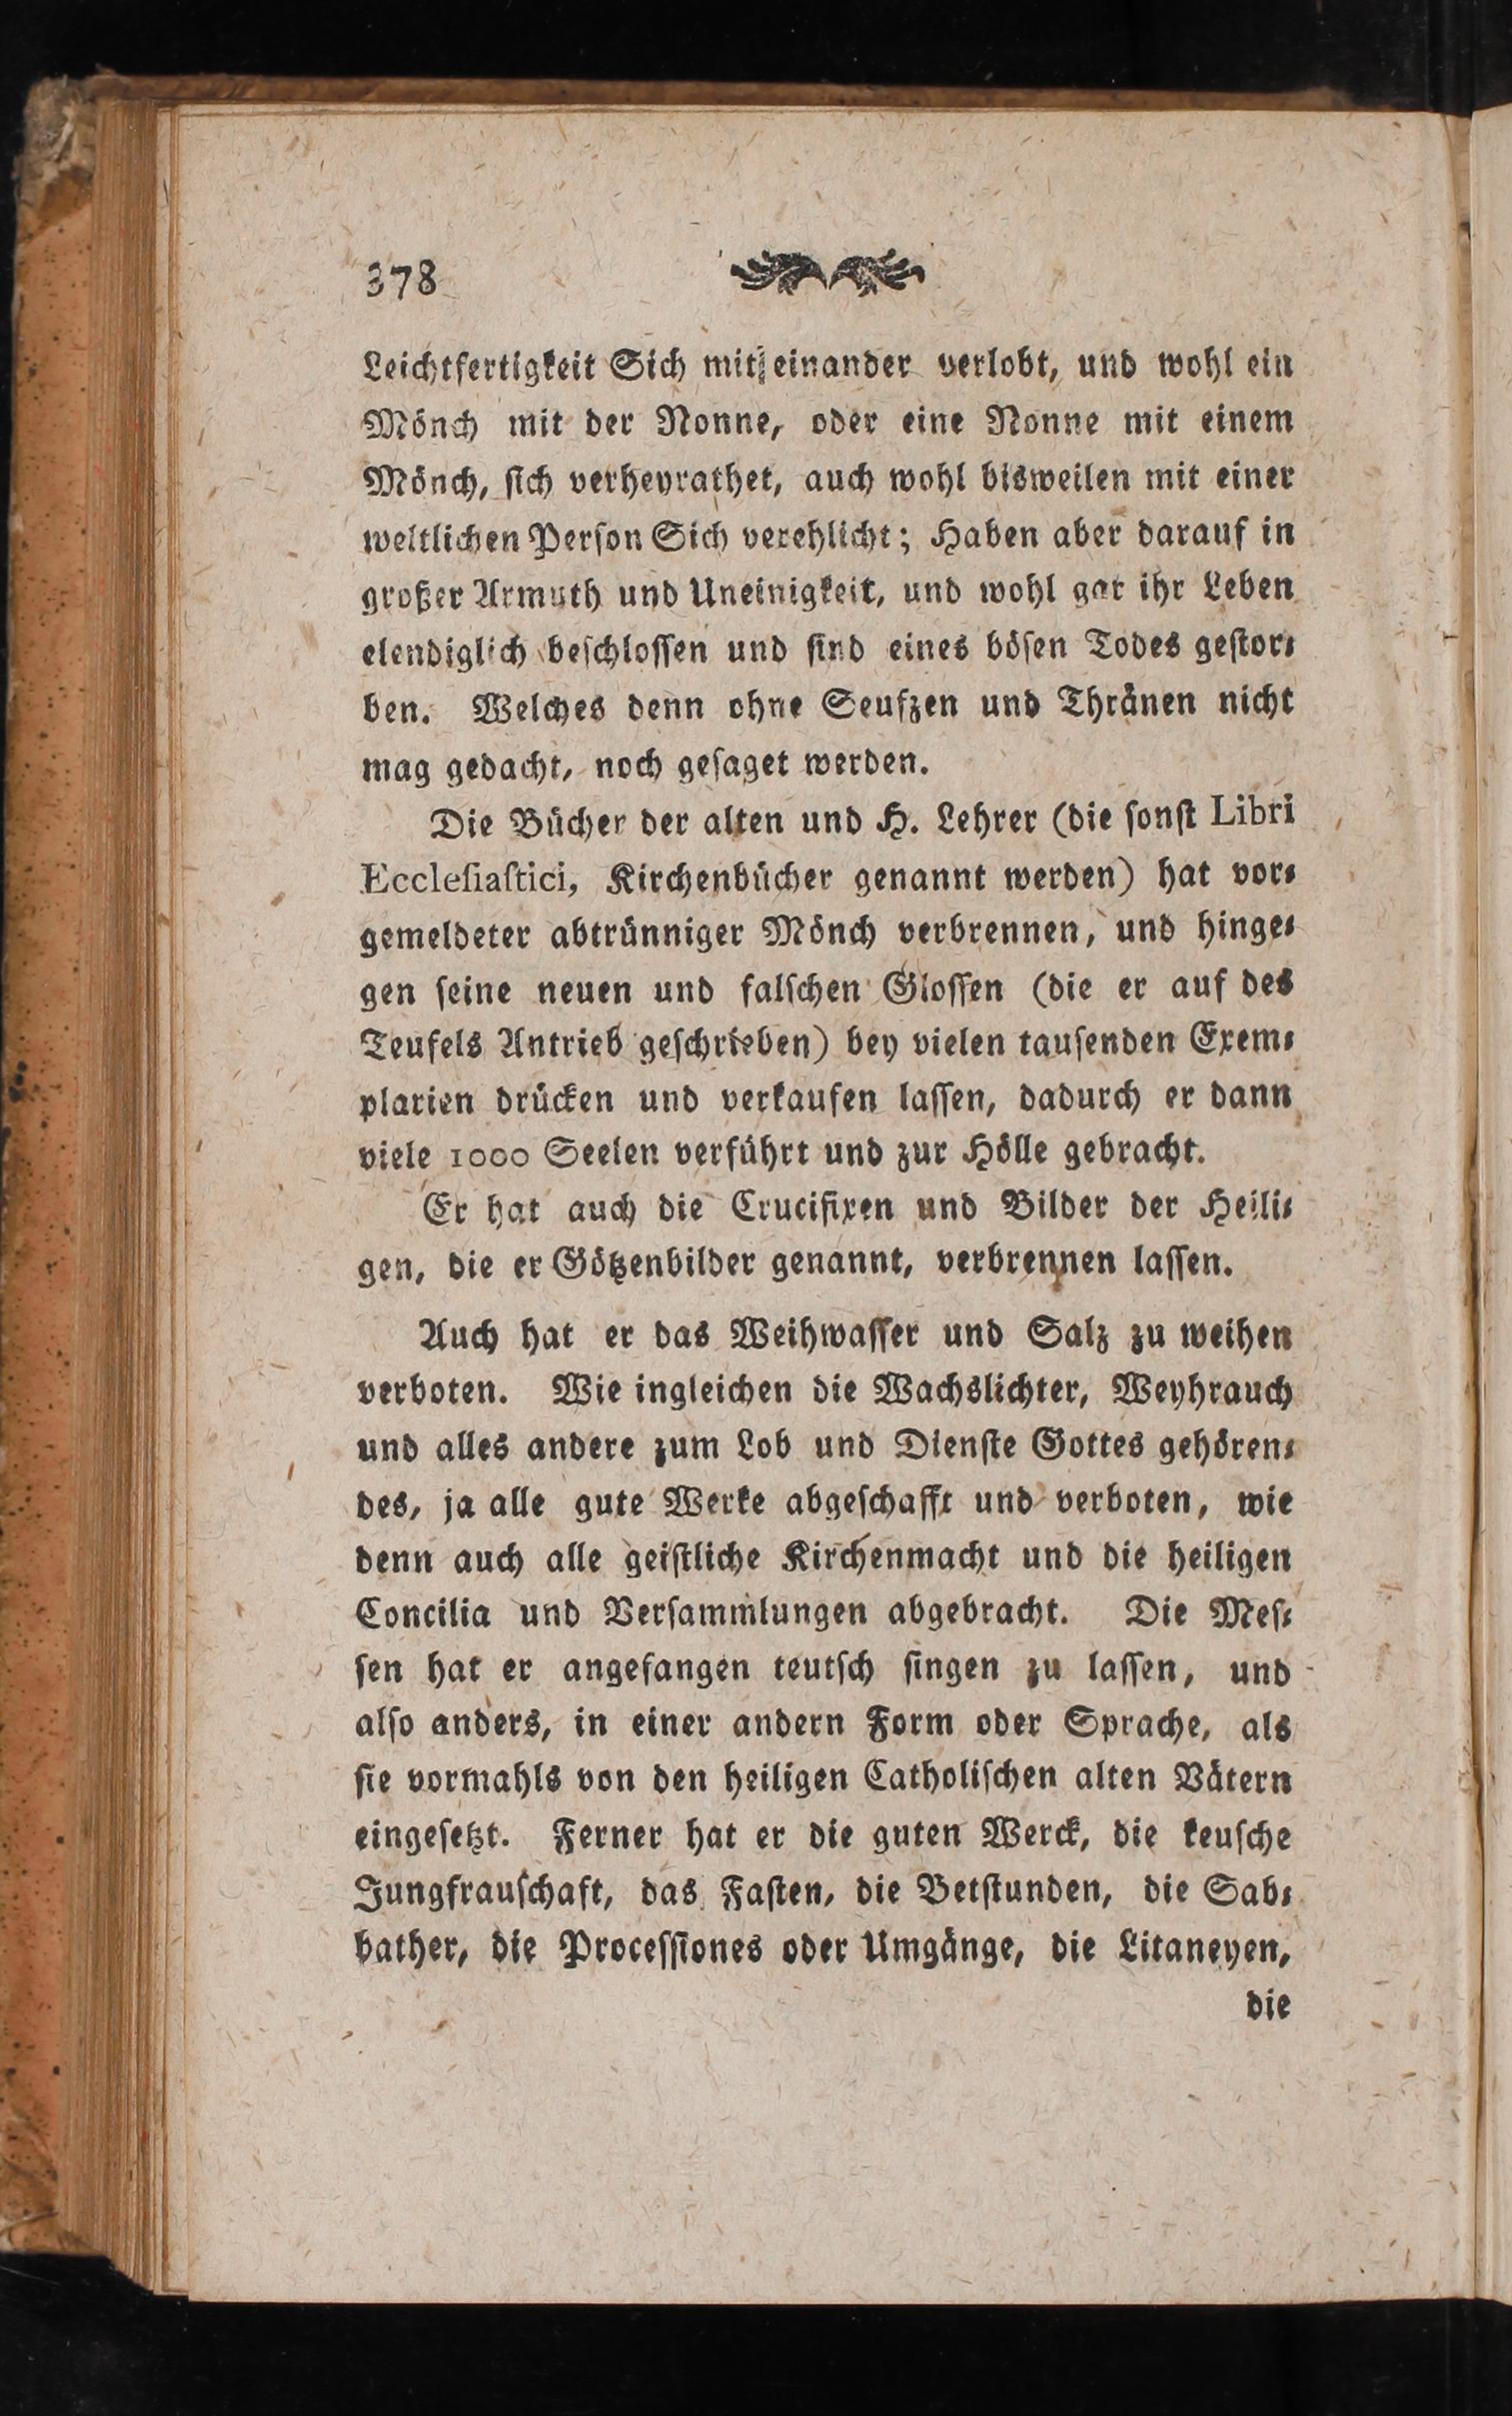 378
Leichtfertigkeit Sich mit einander verlobt, und wohl ein
Mönch mit der Nonne, oder eine Nonne mit einem
Mönch, ſich verheyrathet, auch wohl bisweilen mit einer
weltlichen Perſon Sich verehlicht; Haben aber darauf in
großer Armuth und Uneinigkeit, und wohl gar ihr Leben
elendiglich beſchloſſen und ſind eines böſen Todes geſtor⸗
ben. Welches denn ohne Seufzen und Thränen nicht
mag gedacht, noch geſaget werden.
Die Bücher der alten und H. Lehrer (die ſonſt Libri
Eccleſiaſtici, Kirchenbücher genannt werden) hat vor⸗
gemeldeter abtrünniger Mönch verbrennen, und hinge⸗
gen ſeine neuen und falſchen Gloſſen (die er auf des
Teufels Antrieb geſchrieben) bey vielen tauſenden Exem⸗
plarien drücken und verkaufen laſſen, dadurch er dann
viele 1000 Seelen verführt und zur Hölle gebracht.
Er hat auch die Crucifixen und Bilder der Heili⸗
gen, die er Götzenbilder genannt, verbrennen laſſen.
Auch hat er das Weihwaſſer und Salz zu weihen
verboten. Wie ingleichen die Wachslichter, Weyhrauch
und alles andere zum Lob und Dienſte Gottes gehören⸗
des, ja alle gute Werke abgeſchafft und verboten, wie
denn auch alle geiſtliche Kirchenmacht und die heiligen
Concilia und Verſammlungen abgebracht. Die Meſ⸗
ſen hat er angefangen teutſch ſingen zu laſſen, und
alſo anders, in einer andern Form oder Sprache, als
ſie vormahls von den heiligen Catholiſchen alten Vätern
eingeſetzt. Ferner hat er die guten Werck, die keuſche
Jungfrauſchaft, das Faſten, die Betſtunden, die Sab⸗
bather, die Proceſſiones oder Umgänge, die Litaneyen,
die